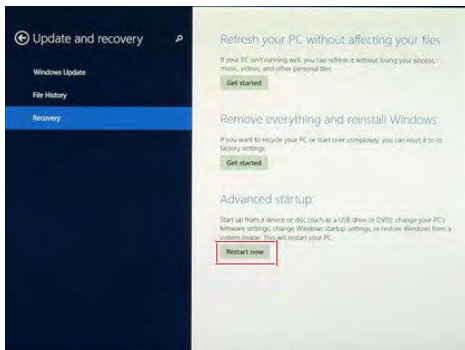 Update and recovery
Windows Update
File History
Recovery
Refresh your PC without affecting your files
If your PC isn't running well, you can refresh it without losing your photos,
music, videos, and other personal files.
Get started
Remove everything and reinstall Windows
If you want to recycle your PC or start over completely, you can reset it to its
factory settings.
Get started
Advanced startup
Start up from a device or disc (such as a USB drive or DVD), change your PC's
firmware settings, change Windows startup settings, or restore Windows from a
system image. This will restart your PC.
Restart now